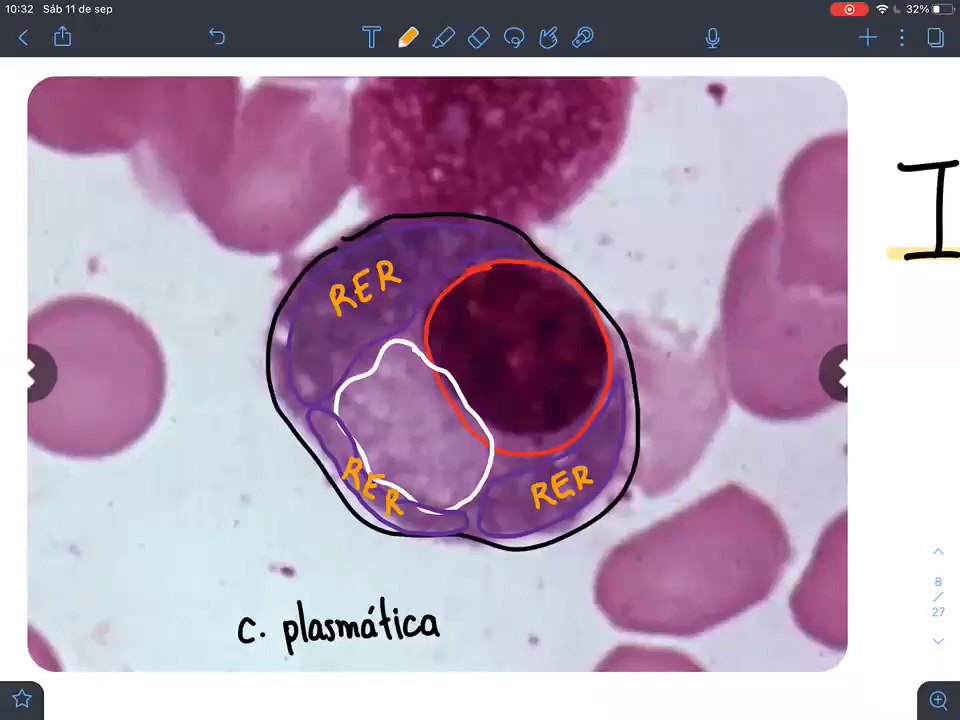 10:32 Sáb 11 de sep
32%
T
I
RER
RER
RER
8
/
27
c. plasmática